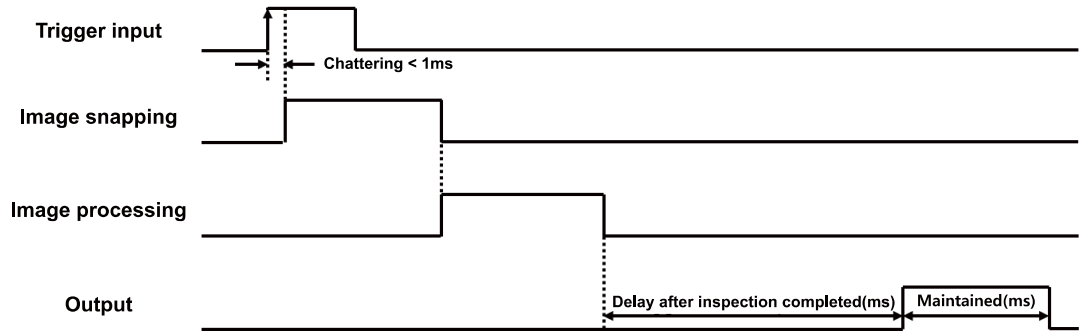 Trigger input
Chattering < 1ms
Image snapping
Image processing
Output
Delay after inspection completed(ms)
Maintained(ms)